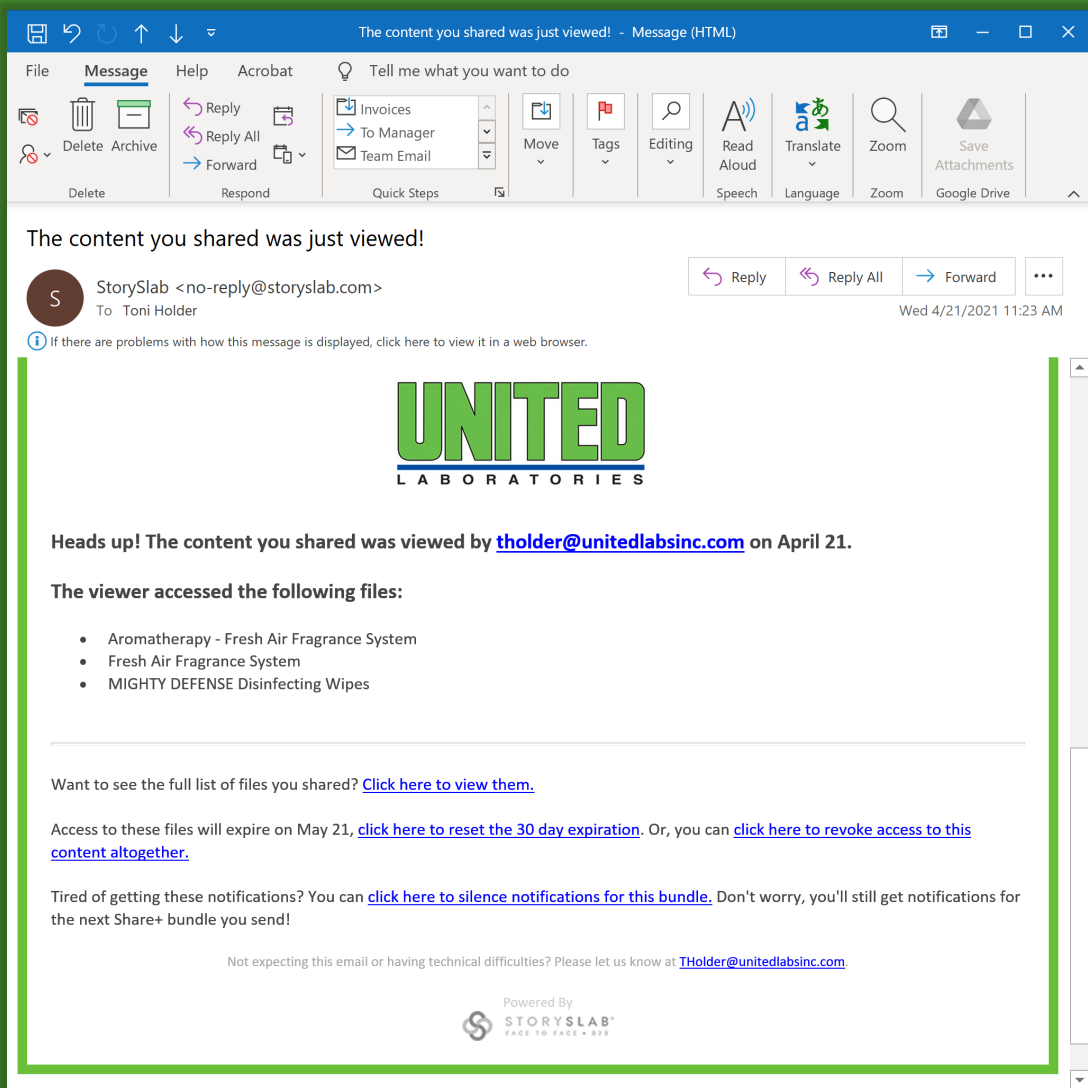 The content you shared was just viewed! - Message (HTML)
File Message Help Acrobat Tell me what you want to do
Delete
Archive
Reply
Reply All
Forward
Invoices
To Manager
Team Email
Move
Tags
Editing
Read
Aloud
Translate
Zoom
Save
Attachments
Delete Respond Quick Steps Speech Language Zoom Google Drive
The content you shared was just viewed!
S
StorySlab <no-reply@storyslab.com>
To Toni Holder
Reply Reply All Forward
Wed 4/21/2021 11:23 AM
If there are problems with how this message is displayed, click here to view it in a web browser.
UNITED
LABORATORIES
Heads up! The content you shared was viewed by tholder@unitedlabsinc.com on April 21.
The viewer accessed the following files:
• Aromatherapy - Fresh Air Fragrance System
• Fresh Air Fragrance System
• MIGHTY DEFENSE Disinfecting Wipes
Want to see the full list of files you shared? Click here to view them.
Access to these files will expire on May 21, click here to reset the 30 day expiration. Or, you can click here to revoke access to this
content altogether.
Tired of getting these notifications? You can click here to silence notifications for this bundle. Don't worry, you'll still get notifications for
the next Share+ bundle you send!
Not expecting this email or having technical difficulties? Please let us know at THolder@unitedlabsinc.com.
Powered By
STORYSLAB
FACE TO FACE • B2B